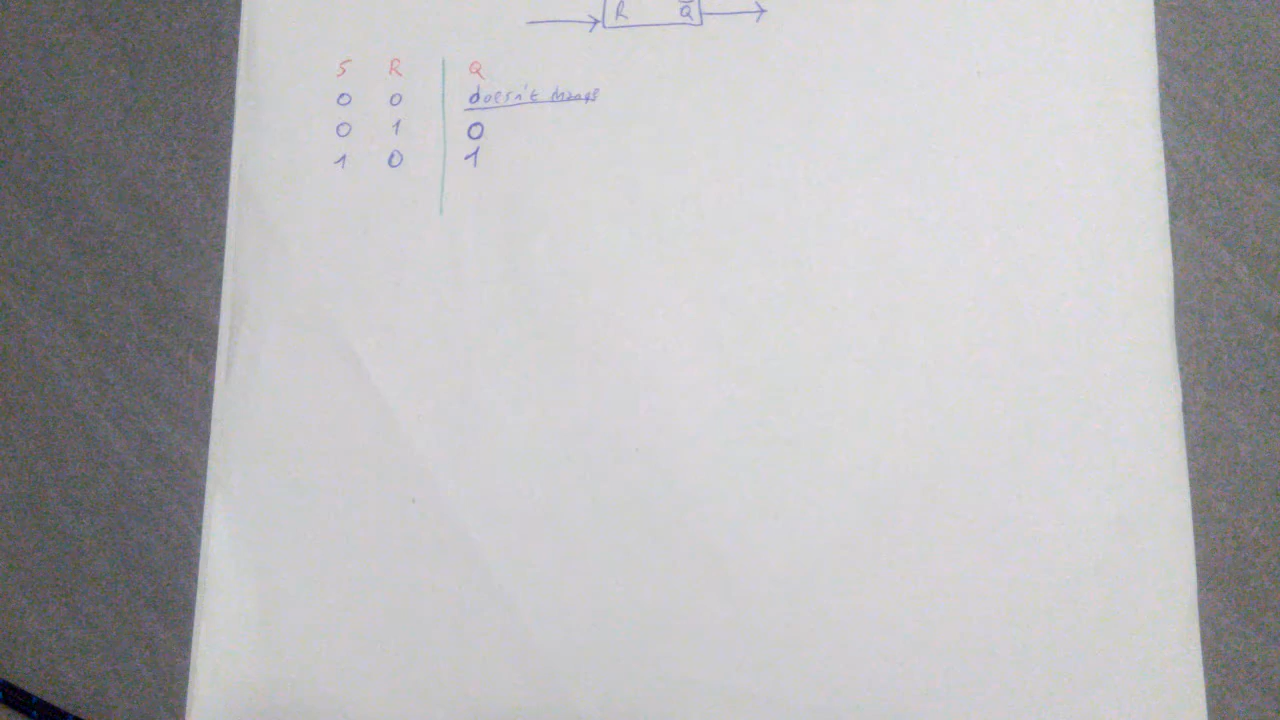 R Q̅
S R Q
0 0 doesn't
0 1 0
1 0 1